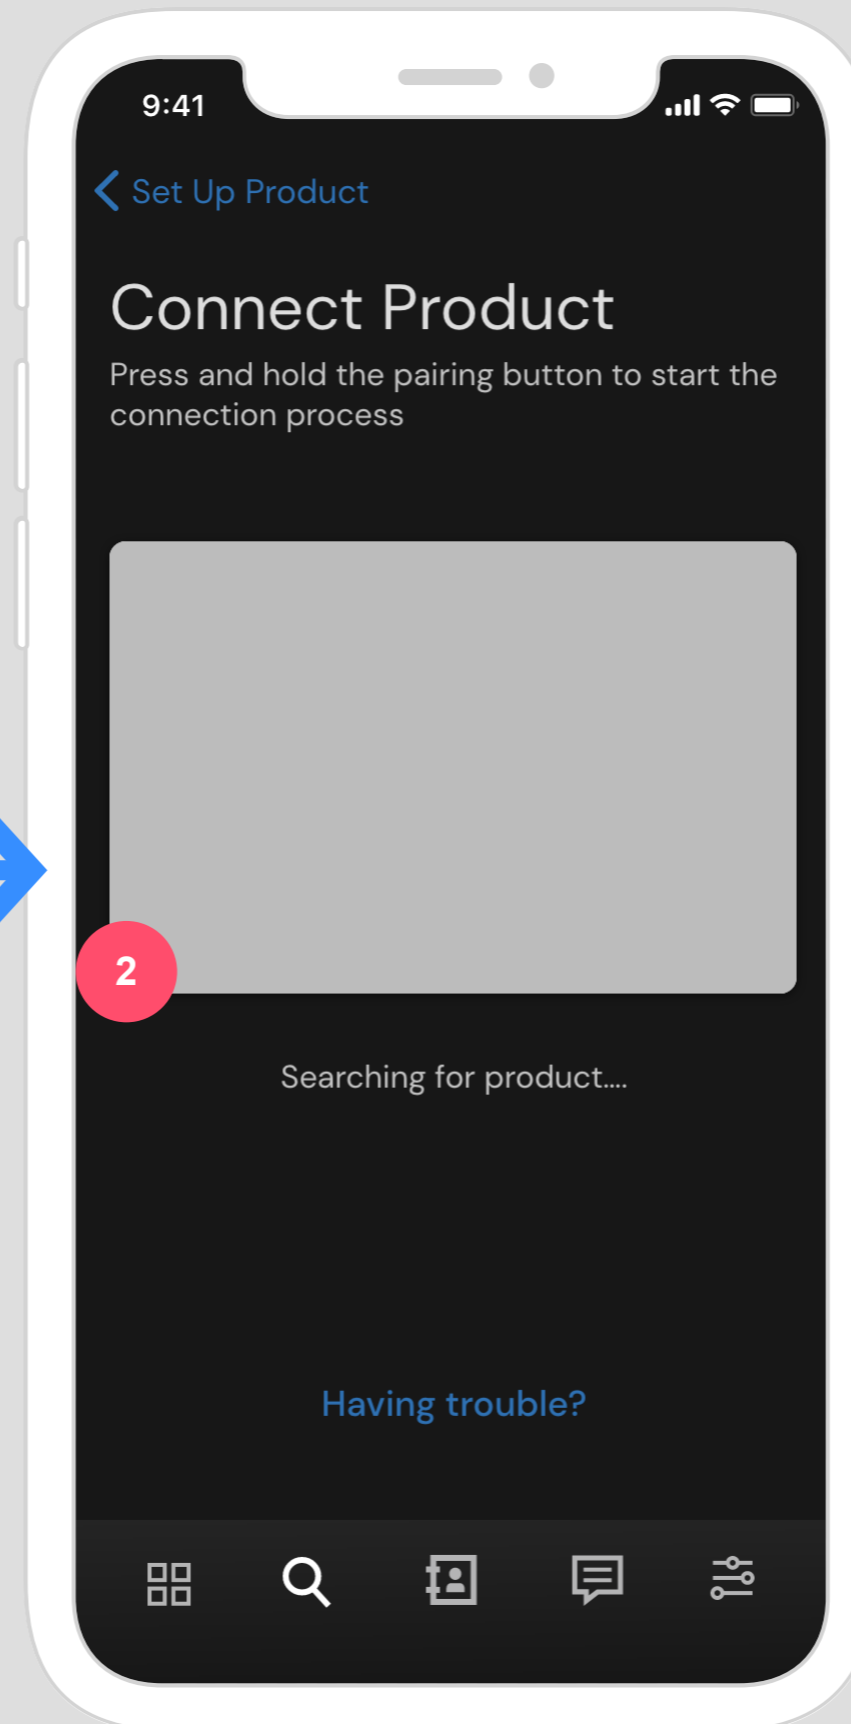 9:41
Set Up Product
Connect Product
Press and hold the pairing button to start the
connection process
2
Searching for product....
Having trouble?